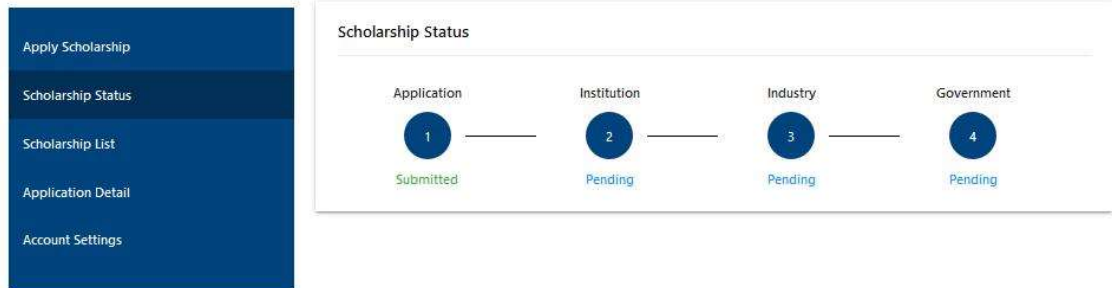 Apply Scholarship
Scholarship Status
Scholarship List
Application Detail
Account Settings
Scholarship Status
Application Institution Industry Government
1 2 3 4
Submitted Pending Pending Pending